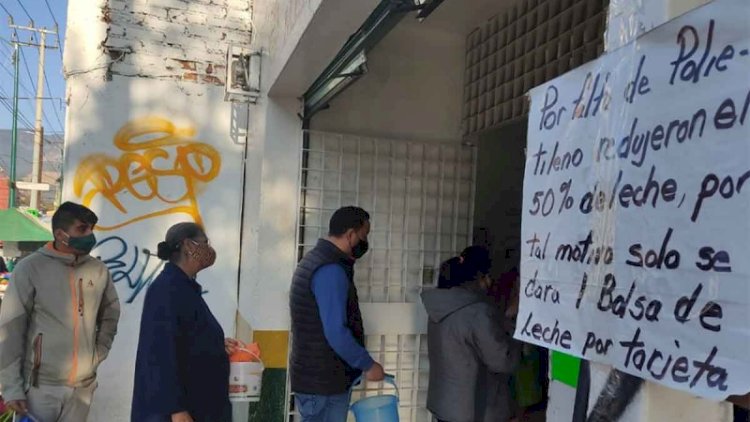 Por falta de Polie-
tileno redujeron el
50% de leche, por
tal motivo solo se
dara 1 Bolsa de
leche por tarjeta